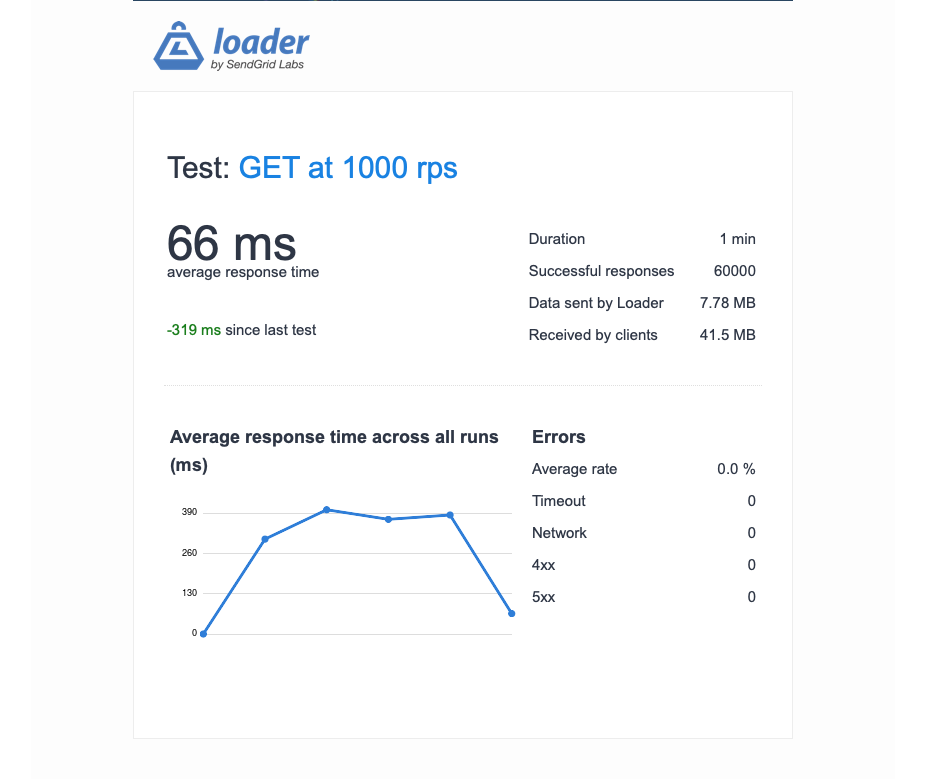 loader
by SendGrid Labs
Test: GET at 1000 rps
66 ms
average response time
-319 ms since last test
Duration 1 min
Successful responses 60000
Data sent by Loader 7.78 MB
Received by clients 41.5 MB
Average response time across all runs
(ms)
390
260
130
0
Errors
Average rate 0.0 %
Timeout 0
Network 0
4xx 0
5xx 0